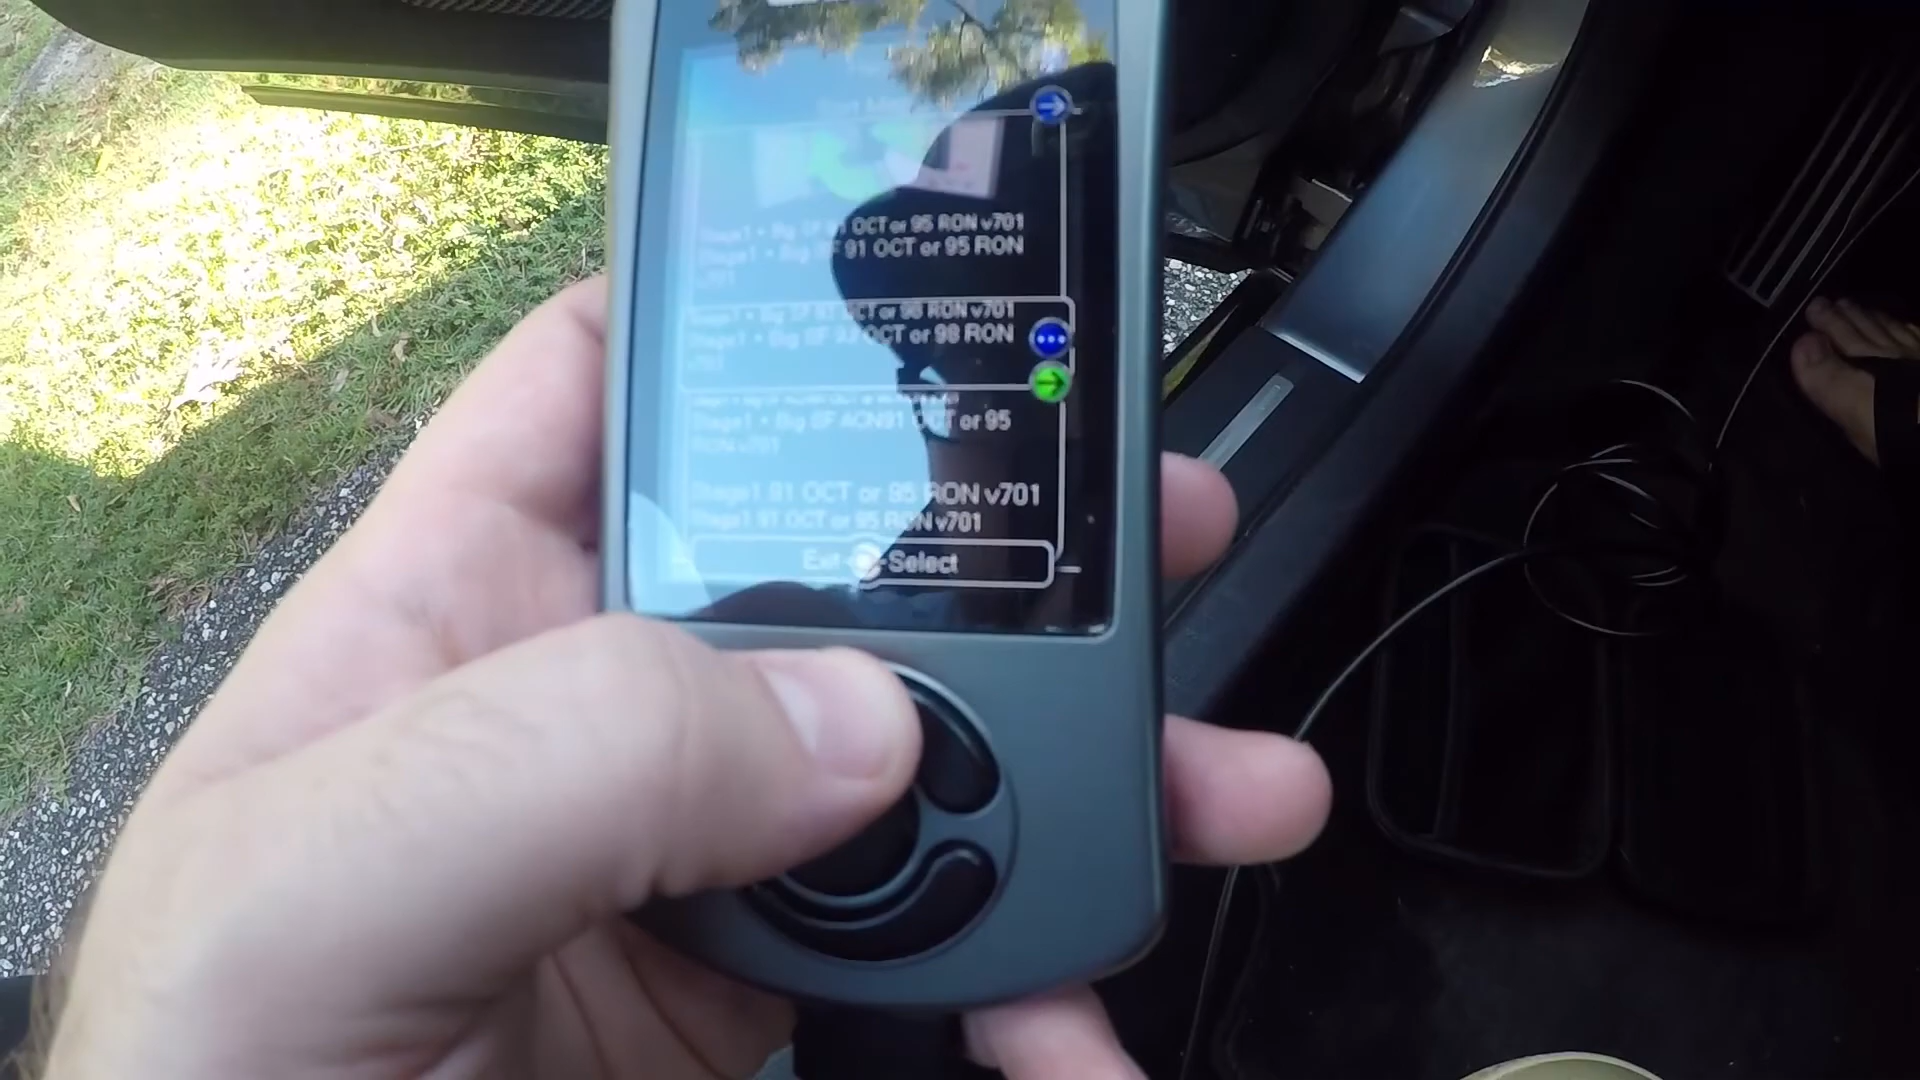 Stage1 + Big SF 91 OCT or 95 RON v701
Stage1 + Big SF 91 OCT or 95 RON
v701
Stage1 + Big SF 93 OCT or 98 RON v701
Stage1 + Big SF 93 OCT or 98 RON
v701
Stage1 + Big SF ACN91 OCT or 95
RON v701
Stage1 91 OCT or 95 RON v701
Stage1 91 OCT or 95 RON v701
Exit Select